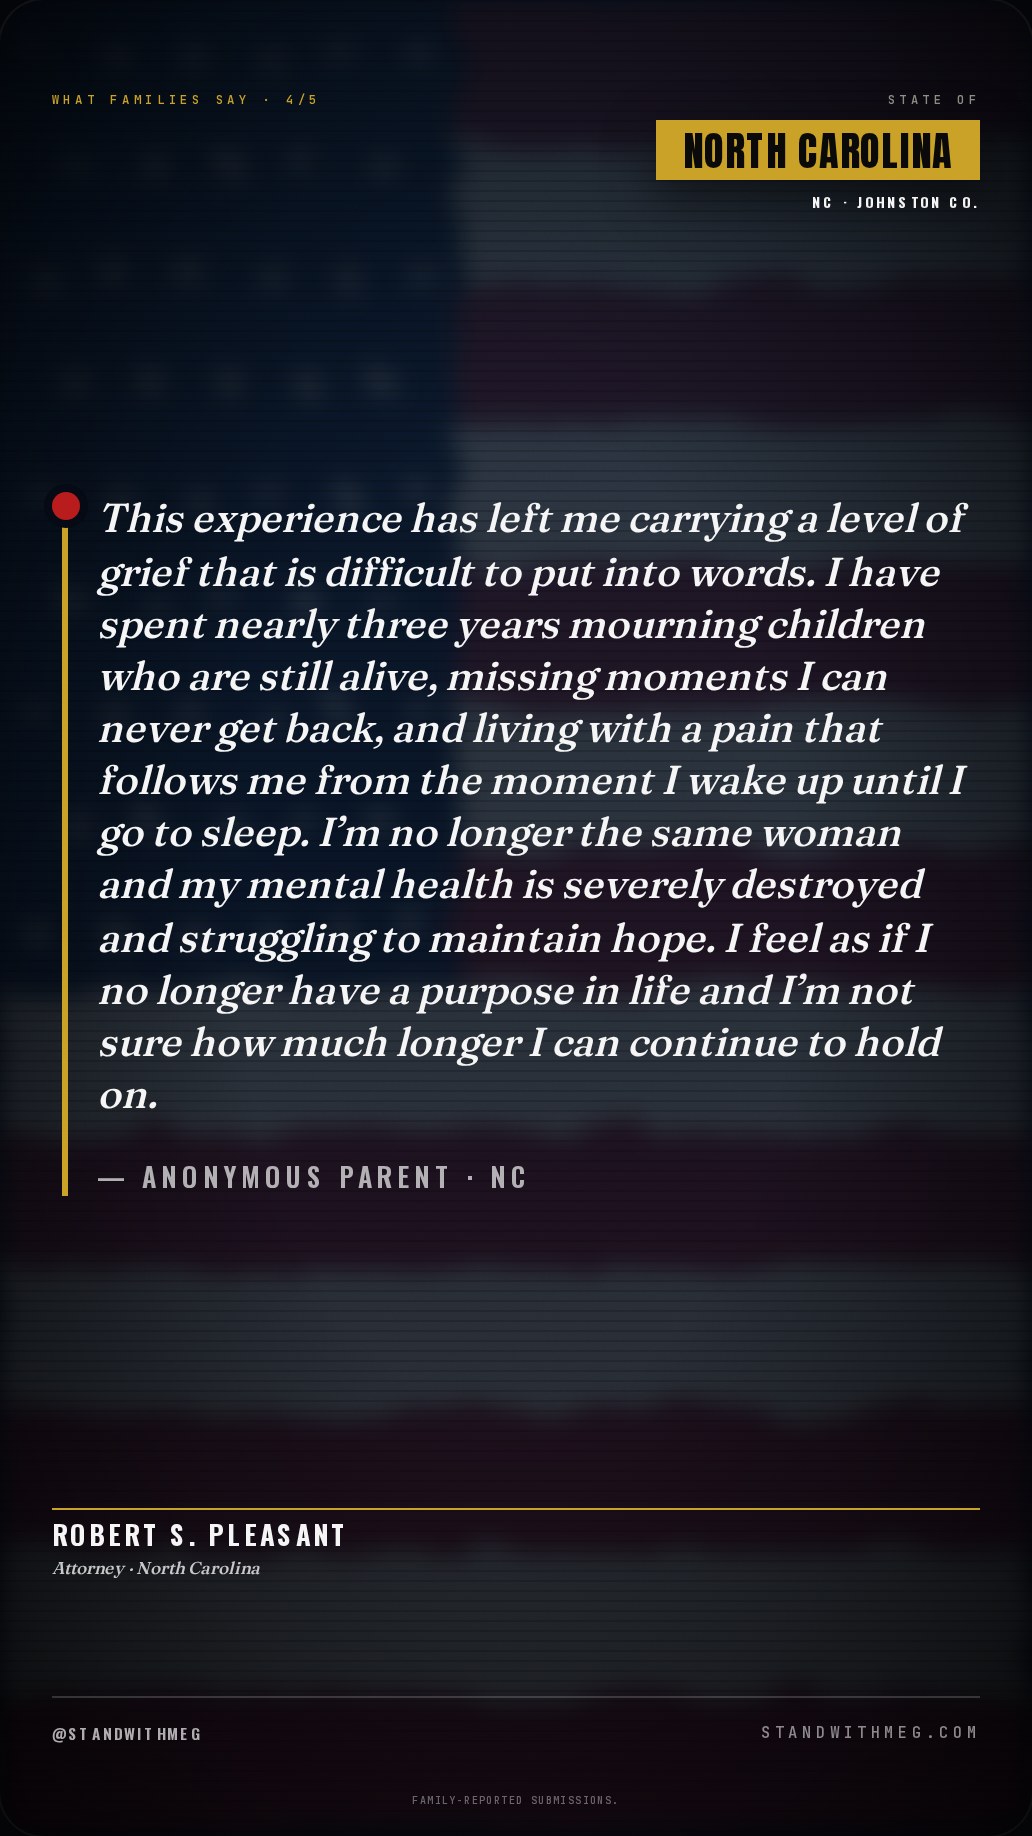 WHAT FAMILIES SAY · 4/5
STATE OF
NORTH CAROLINA
NC · JOHNSTON CO.
This experience has left me carrying a level of
grief that is difficult to put into words. I have
spent nearly three years mourning children
who are still alive, missing moments I can
never get back, and living with a pain that
follows me from the moment I wake up until I
go to sleep. I’m no longer the same woman
and my mental health is severely destroyed
and struggling to maintain hope. I feel as if I
no longer have a purpose in life and I’m not
sure how much longer I can continue to hold
on.
— ANONYMOUS PARENT · NC
ROBERT S. PLEASANT
Attorney · North Carolina
@STANDWITHMEG
STANDWITHMEG.COM
FAMILY-REPORTED SUBMISSIONS.